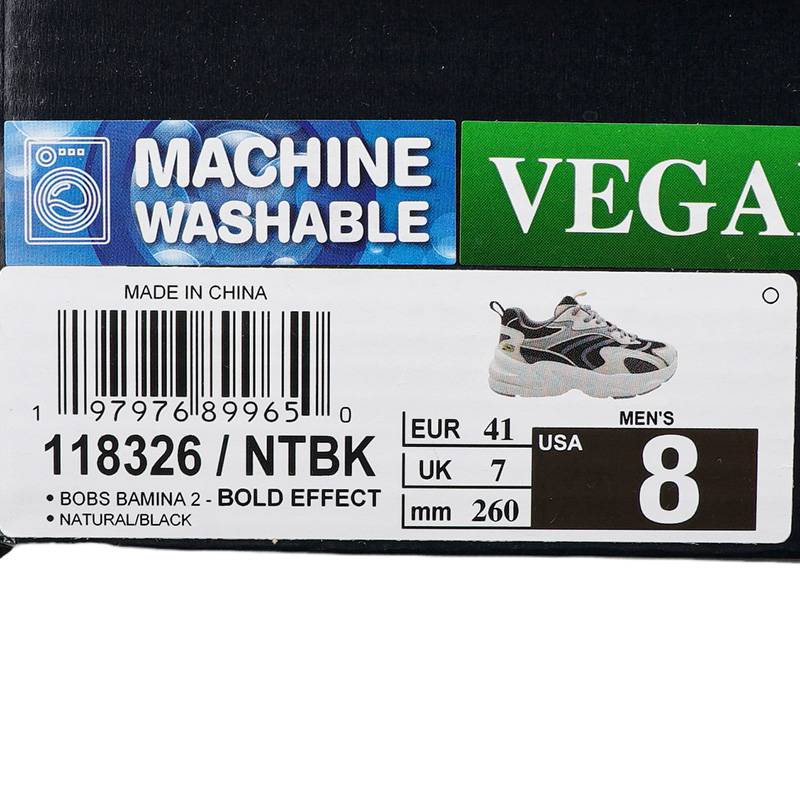 MACHINE
WASHABLE
VEGA
MADE IN CHINA
1 97976 89965 0
118326 / NTBK
• BOBS BAMINA 2 - BOLD EFFECT
• NATURAL/BLACK
EUR 41
UK 7
mm 260
MEN'S
USA 8